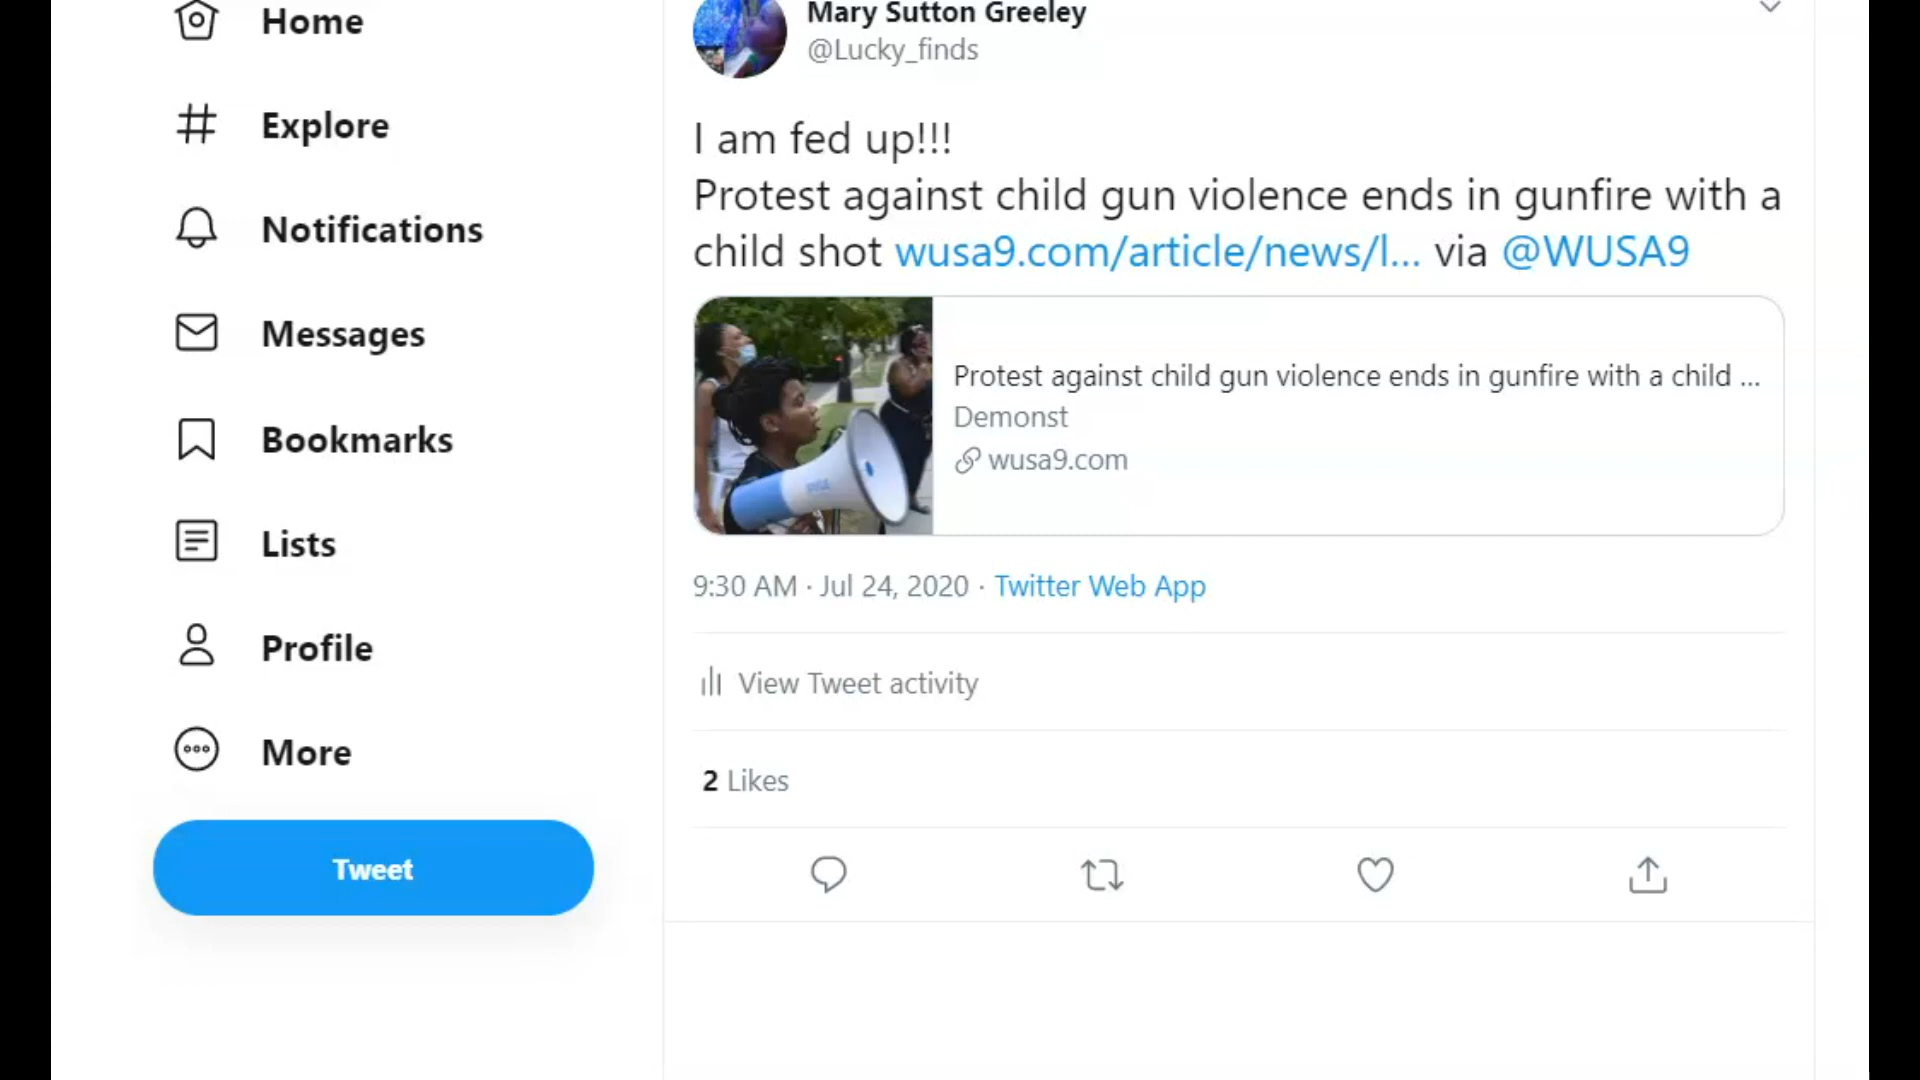 Home
Explore
Notifications
Messages
Bookmarks
Lists
Profile
More
Tweet
Mary Sutton Greeley
@Lucky_finds
I am fed up!!!
Protest against child gun violence ends in gunfire with a
child shot wusa9.com/article/news/l... via @WUSA9
Protest against child gun violence ends in gunfire with a child ...
Demonst
wusa9.com
9:30 AM · Jul 24, 2020 · Twitter Web App
View Tweet activity
2 Likes